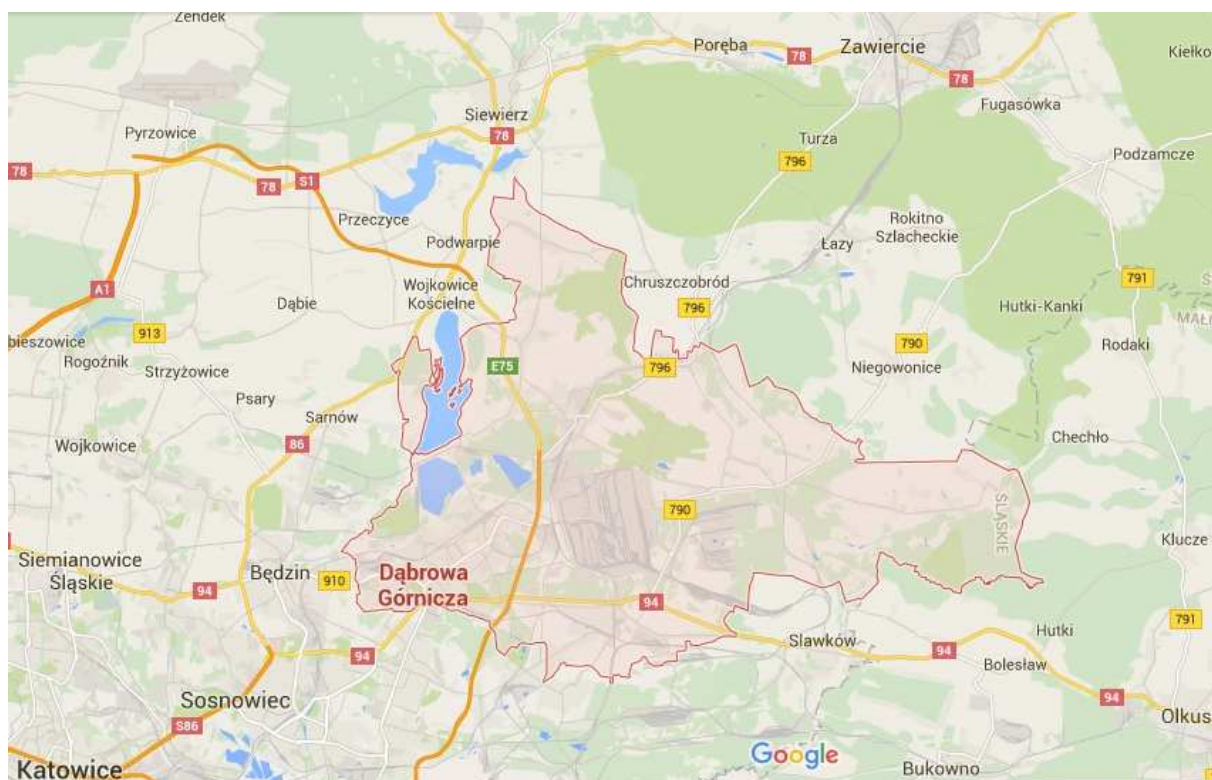 Zendek
Poręba
Zawiercie
Kiełko
78
78
Fugasówka
Siewierz
Pyrzowice
78
Turza
796
Podzamcze
78
78
S1
Przeczyce
Podwarpie
Rokitno
Szlacheckie
Łazy
A1
Wojkowice
Kościelne
Chruszczobród
791
Dąbie
796
Hutki-Kanki
MAŁ
bieszowice
913
790
Rogoźnik
Strzyżowice
E75
796
Niegowonice
Rodaki
Psary
Sarnów
Wojkowice
86
Chechło
790
ŚLĄSKIE
Siemianowice
Śląskie
Będzin
910
Dąbrowa
Górnicza
Klucze
94
94
791
Slawków
Hutki
94
94
Bolesław
Sosnowiec
94
S86
Olkus
Google
Katowice
Bukowno